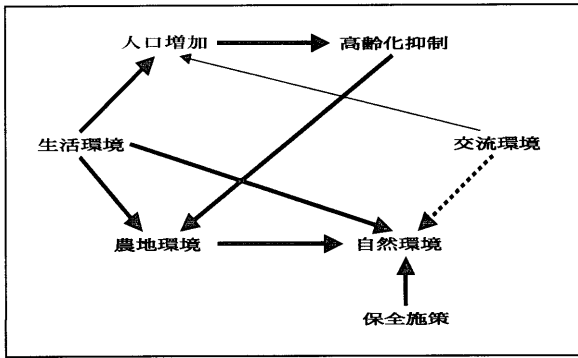 人口増加
高齢化抑制
生活環境
交流環境
農地環境
自然環境
保全施策